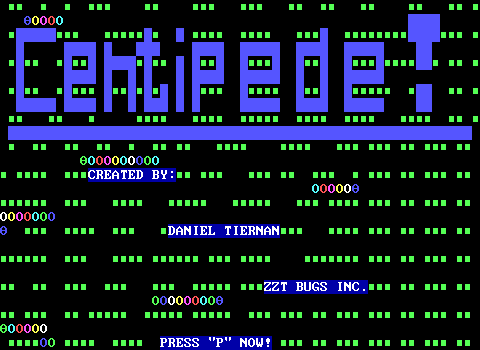 Centipede!
CREATED BY:
DANIEL TIERNAN
ZZT BUGS INC.
PRESS "P" NOW!